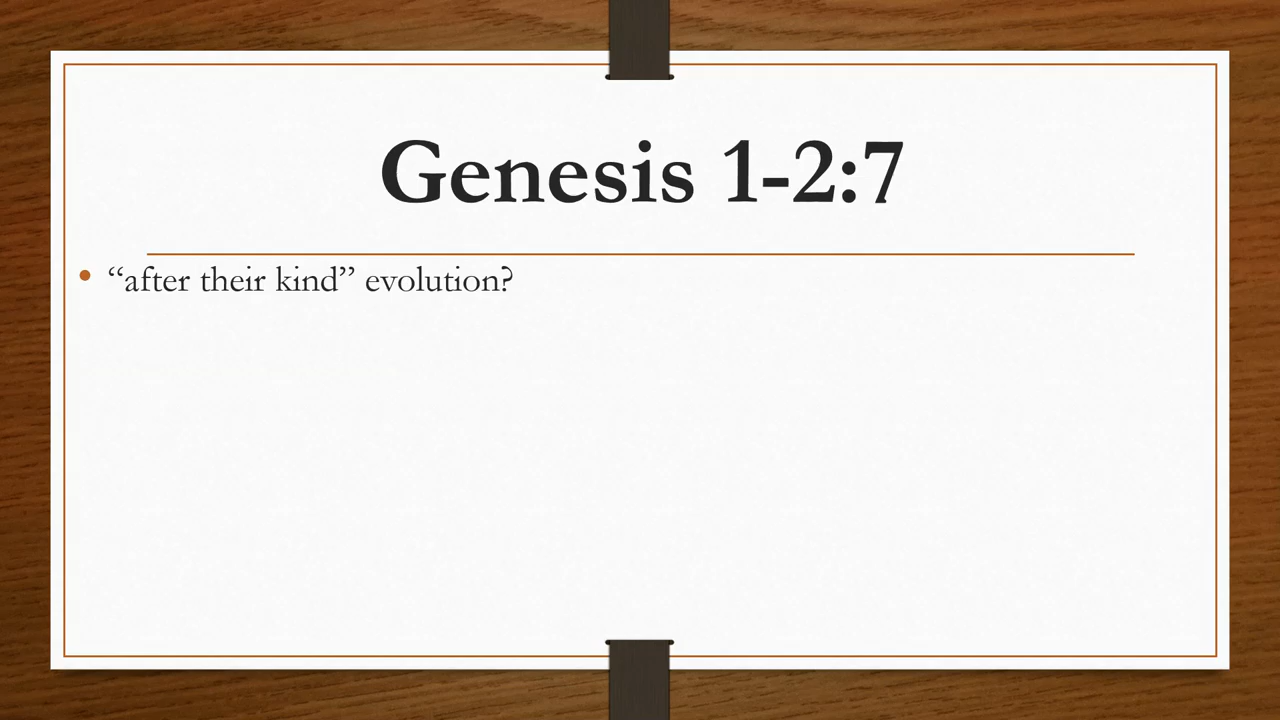 Genesis 1-2:7
• “after their kind” evolution?